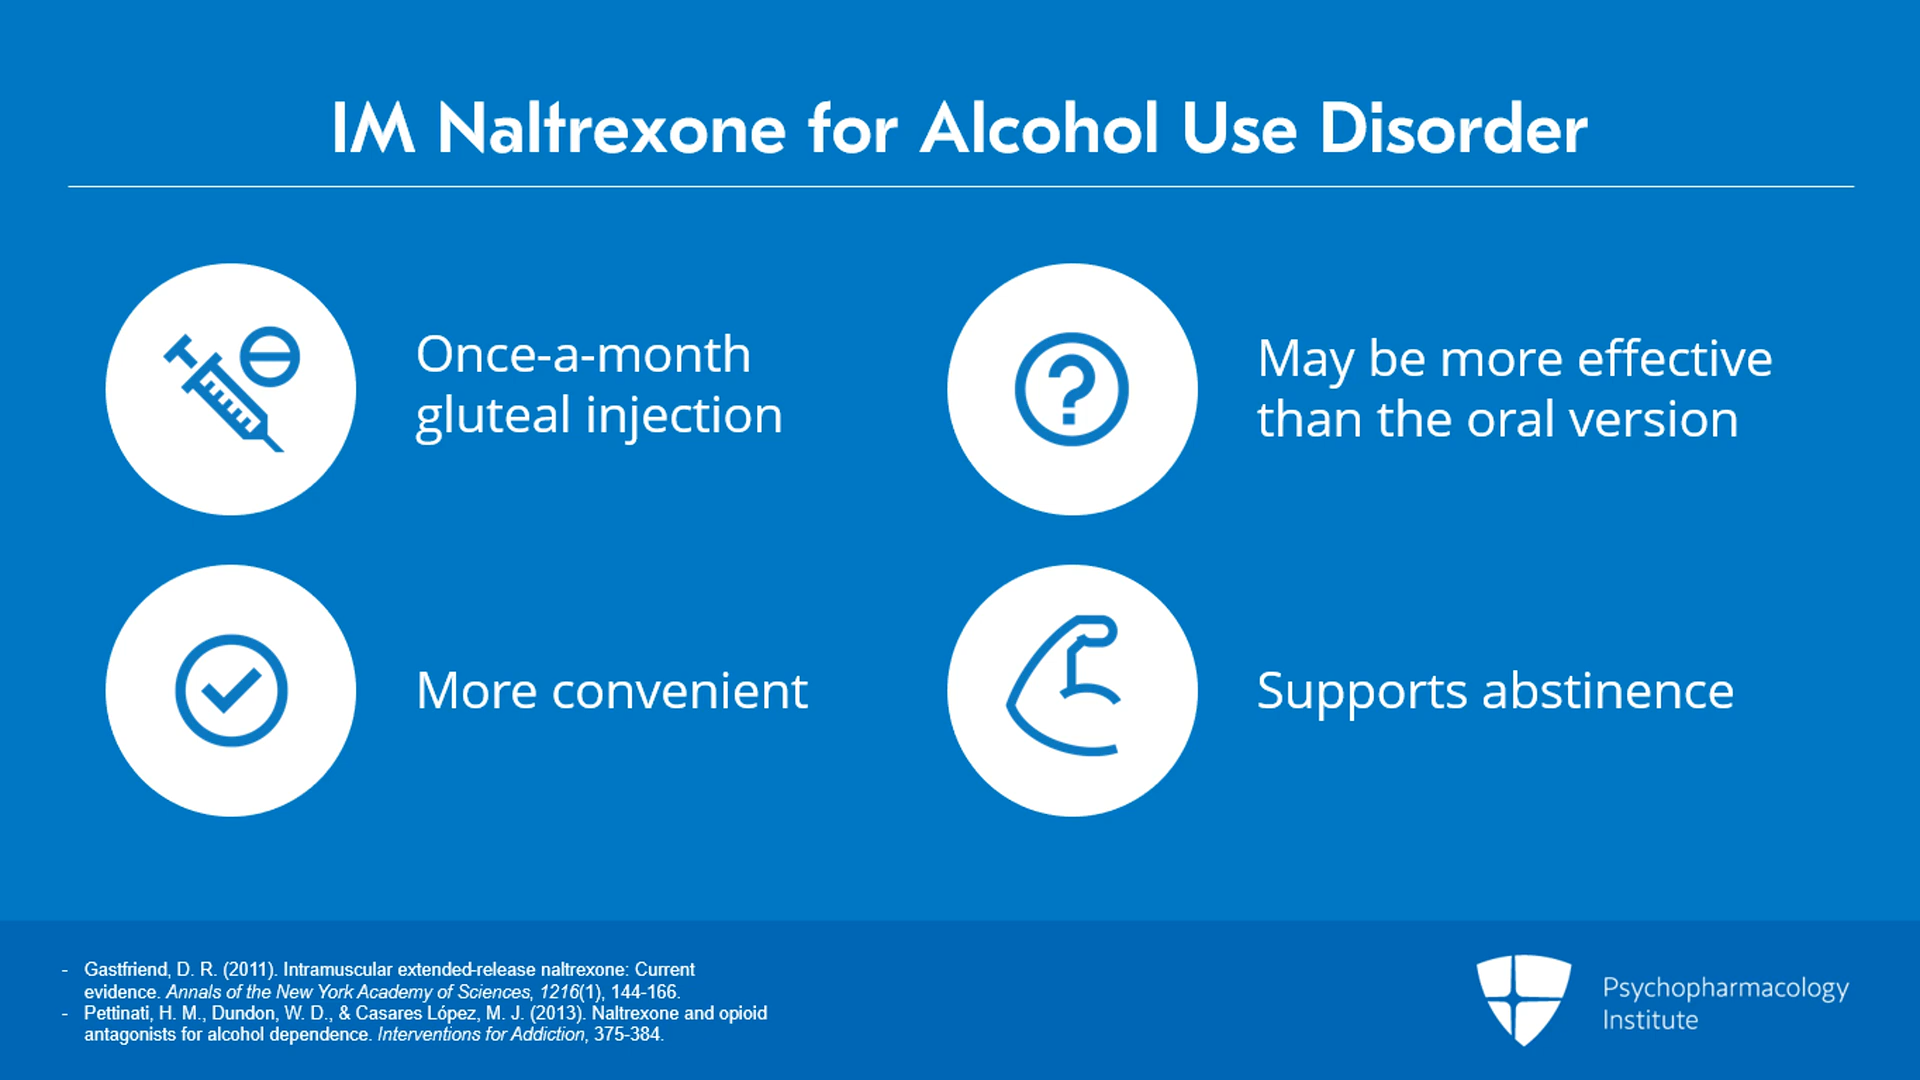 IM Naltrexone for Alcohol Use Disorder
Once-a-month
gluteal injection
May be more effective
than the oral version
More convenient
Supports abstinence
- Gastfriend, D. R. (2011). Intramuscular extended-release naltrexone: Current
evidence. Annals of the New York Academy of Sciences, 1216(1), 144-166.
- Pettinati, H. M., Dundon, W. D., & Casares López, M. J. (2013). Naltrexone and opioid
antagonists for alcohol dependence. Interventions for Addiction, 375-384.
Psychopharmacology
Institute